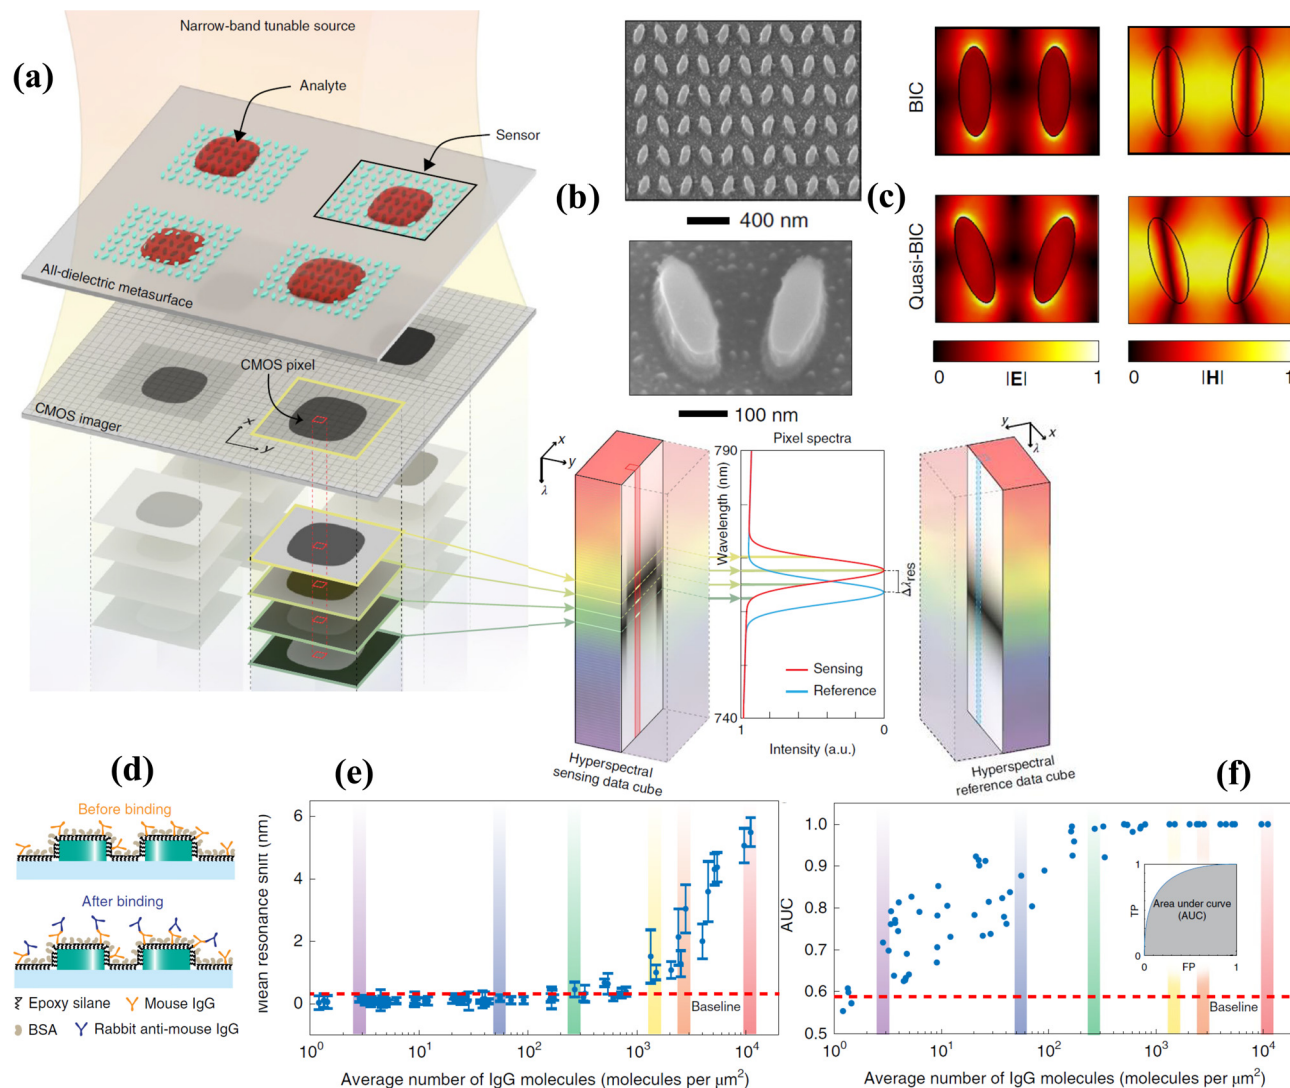 (a)
Narrow-band tunable source
Analyte
Sensor
All-dielectric metasurface
CMOS pixel
CMOS imager
x
y
(b)
400 nm
100 nm
(c)
BIC
Quasi-BIC
0 |E| 1
0 |H| 1
x
y
λ
Pixel spectra
790
Wavelength (nm)
740
1 0
Intensity (a.u.)
Sensing
Reference
Δλres
y
x
λ
Hyperspectral
sensing data cube
Hyperspectral
reference data cube
(d)
Before binding
After binding
Epoxy silane
Mouse IgG
BSA
Rabbit anti-mouse IgG
(e)
Mean resonance shift (nm)
6
4
2
0
Baseline
10⁰ 10¹ 10² 10³ 10⁴
Average number of IgG molecules (molecules per μm²)
(f)
AUC
1.0
0.9
0.8
0.7
0.6
0.5
1
TP
Area under curve
(AUC)
0
FP
1
Baseline
10⁰ 10¹ 10² 10³ 10⁴
Average number of IgG molecules (molecules per μm²)